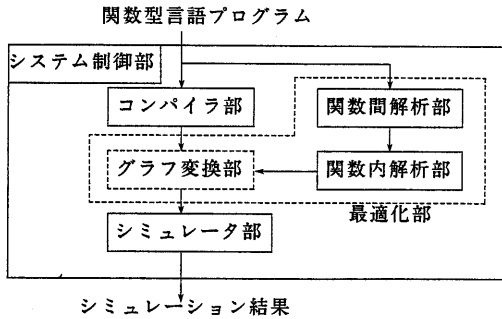 関数型言語プログラム
システム制御部
コンパイラ部
関数間解析部
グラフ変換部
関数内解析部
最適化部
シミュレータ部
シミュレーション結果